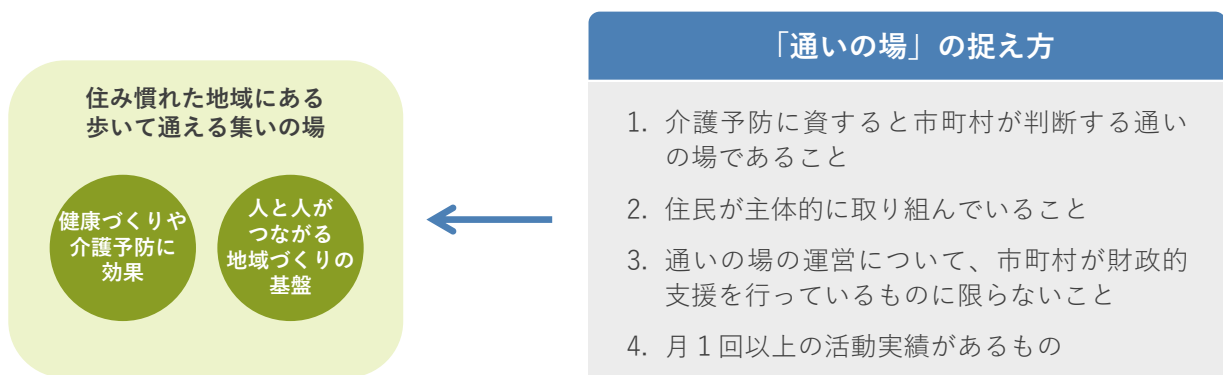 住み慣れた地域にある
歩いて通える集いの場
健康づくりや
介護予防に
効果
人と人が
つながる
地域づくりの
基盤
「通いの場」の捉え方
1. 介護予防に資すると市町村が判断する通い
の場であること
2. 住民が主体的に取り組んでいること
3. 通いの場の運営について、市町村が財政的
支援を行っているものに限らないこと
4. 月1回以上の活動実績があるもの